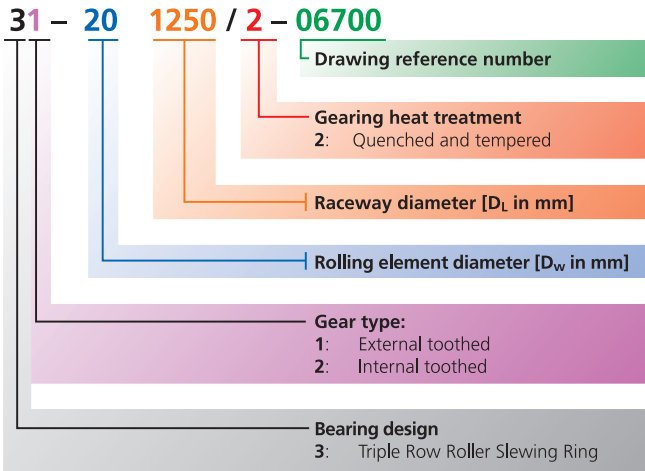 31 – 20 1250 / 2 – 06700
Drawing reference number
Gearing heat treatment
2: Quenched and tempered
Raceway diameter [DL in mm]
Rolling element diameter [Dw in mm]
Gear type:
1: External toothed
2: Internal toothed
Bearing design
3: Triple Row Roller Slewing Ring